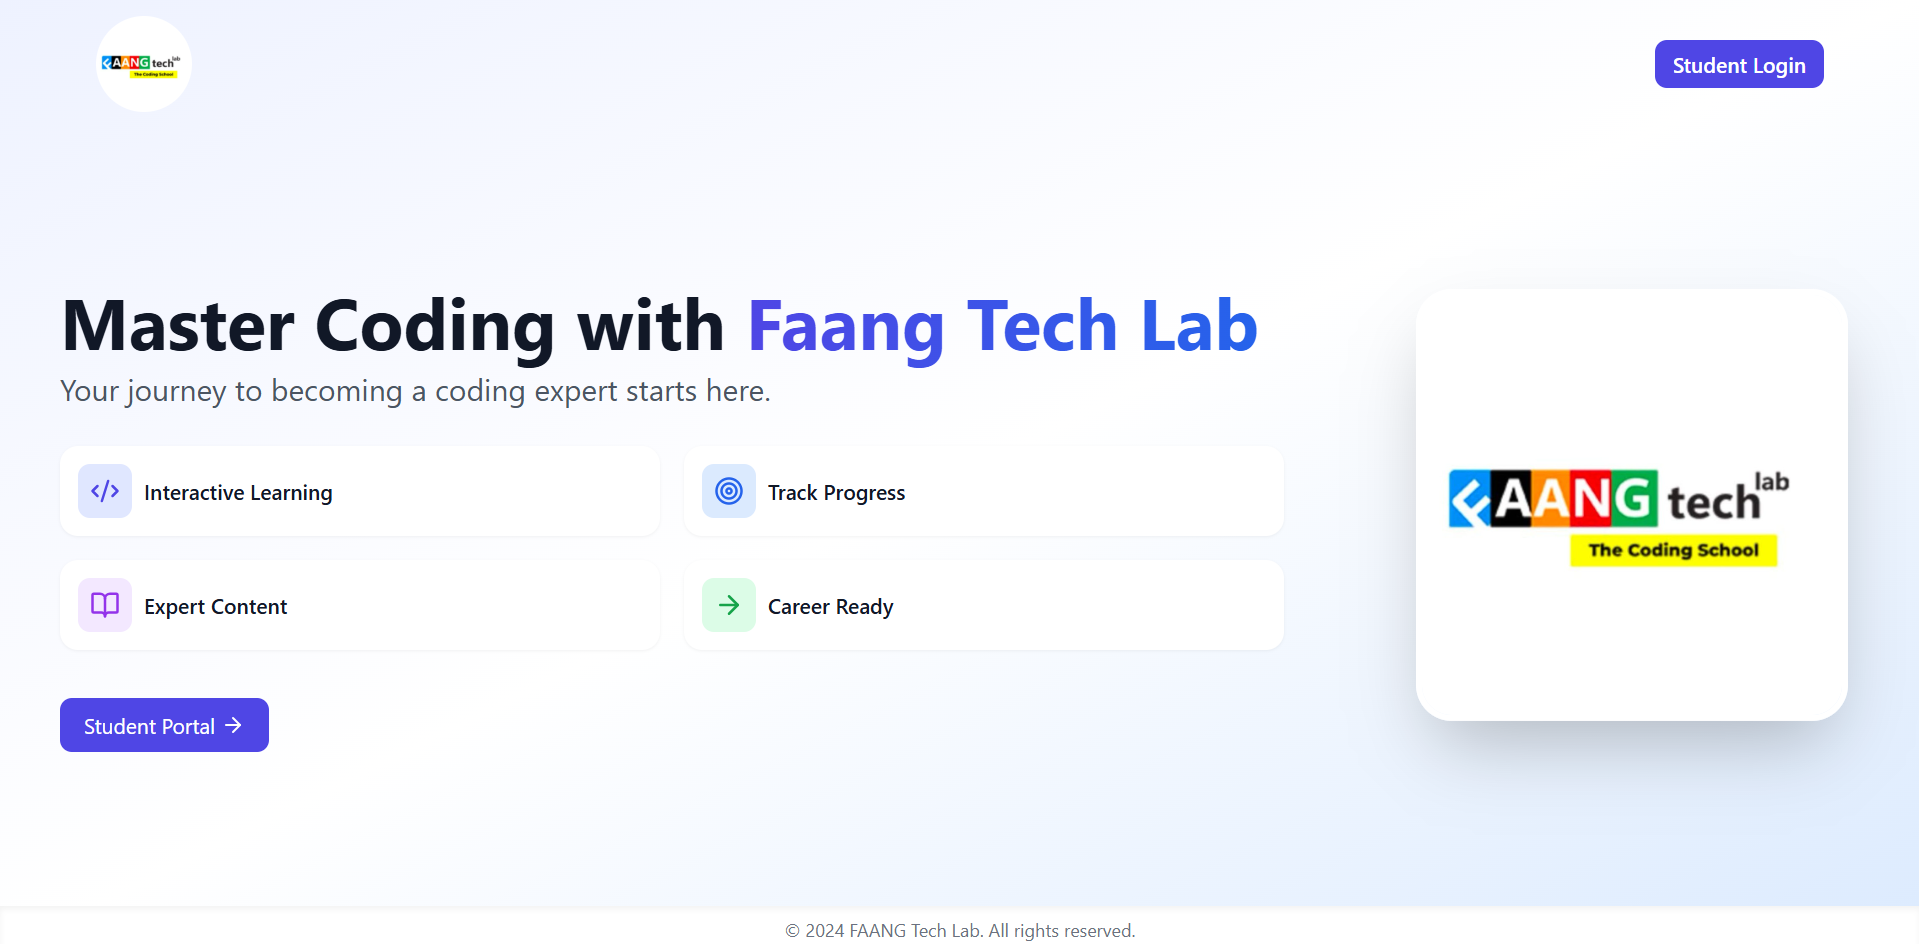 FAANG tech lab
The Coding School
Student Login
Master Coding with Faang Tech Lab
Your journey to becoming a coding expert starts here.
Interactive Learning
Track Progress
Expert Content
Career Ready
Student Portal
FAANG tech lab
The Coding School
© 2024 FAANG Tech Lab. All rights reserved.